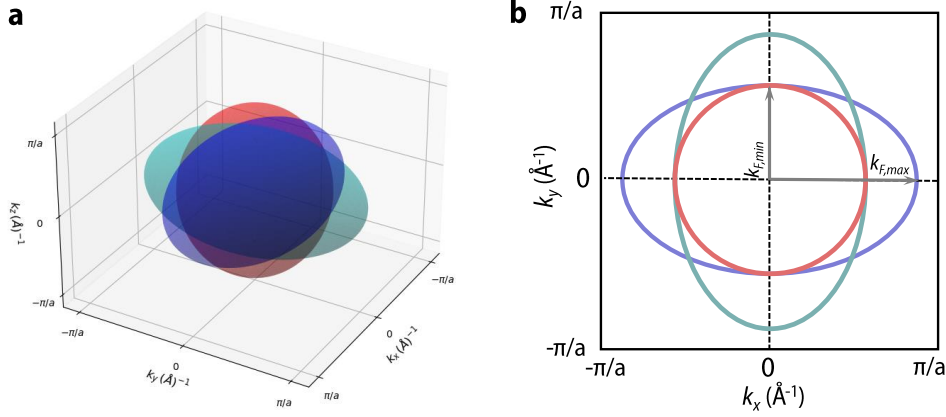 a
π/a
0
-π/a
k_z(Å)⁻¹
-π/a
0
π/a
k_y(Å)⁻¹
-π/a
0
π/a
k_x(Å)⁻¹
b
π/a
0
-π/a
k_y (Å⁻¹)
k_F,min
k_F,max
-π/a
0
π/a
k_x (Å⁻¹)